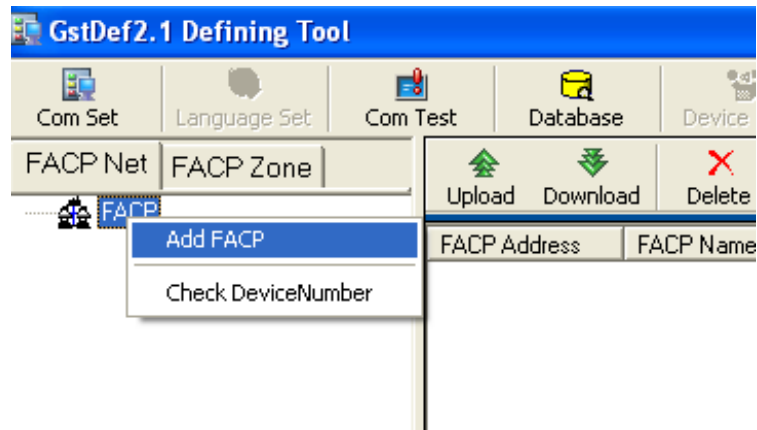 GstDef2.1 Defining Tool
Com Set Language Set Com Test Database Device
FACP Net FACP Zone
Upload Download Delete
FACP
Add FACP
Check DeviceNumber
FACP Address FACP Name